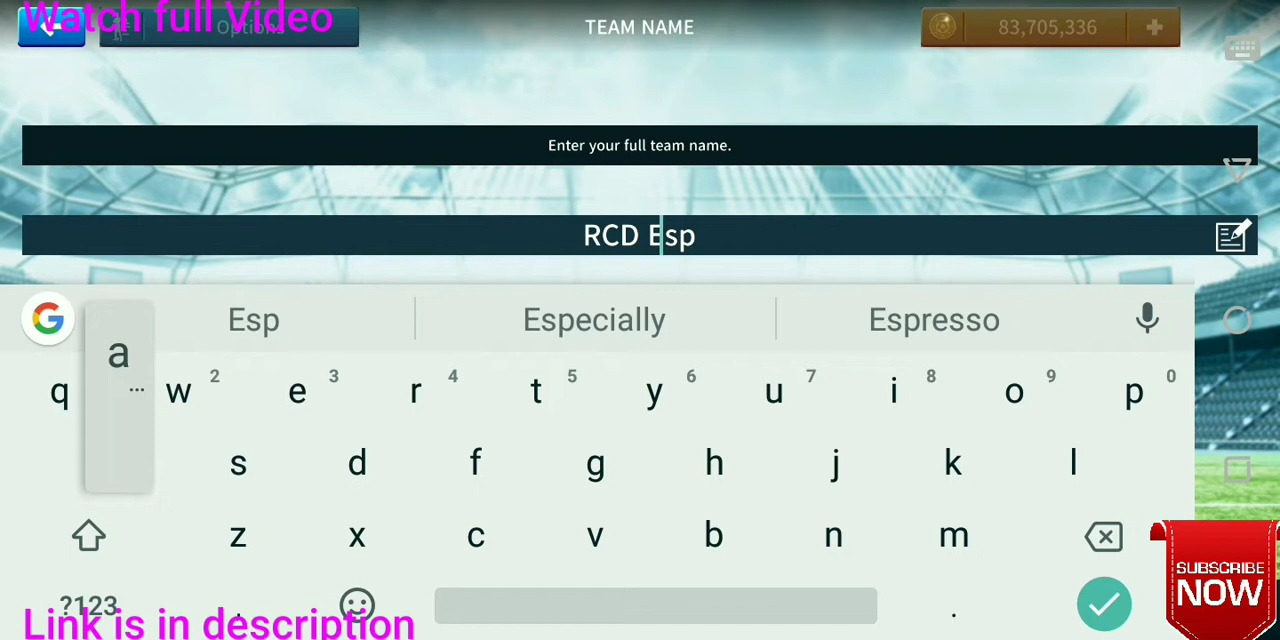 Watch full Video
Options
TEAM NAME
83,705,336
Enter your full team name.
RCD Esp
Esp
Especially
Espresso
a
...
q w 2 e 3 r 4 t 5 y 6 u 7 i 8 o 9 p 0
s d f g h j k l
z x c v b n m
?123 , .
Link is in description
SUBSCRIBE
NOW